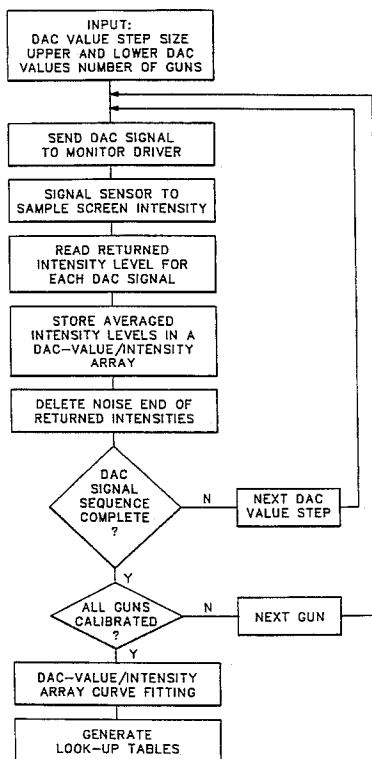 INPUT:
DAC VALUE STEP SIZE
UPPER AND LOWER DAC
VALUES NUMBER OF GUNS
SEND DAC SIGNAL
TO MONITOR DRIVER
SIGNAL SENSOR TO
SAMPLE SCREEN INTENSITY
READ RETURNED
INTENSITY LEVEL FOR
EACH DAC SIGNAL
STORE AVERAGED
INTENSITY LEVELS IN A
DAC-VALUE/INTENSITY
ARRAY
DELETE NOISE END OF
RETURNED INTENSITIES
DAC
SIGNAL
SEQUENCE
COMPLETE
?
N
NEXT DAC
VALUE STEP
Y
ALL GUNS
CALIBRATED
?
N
NEXT GUN
Y
DAC-VALUE/INTENSITY
ARRAY CURVE FITTING
GENERATE
LOOK-UP TABLES